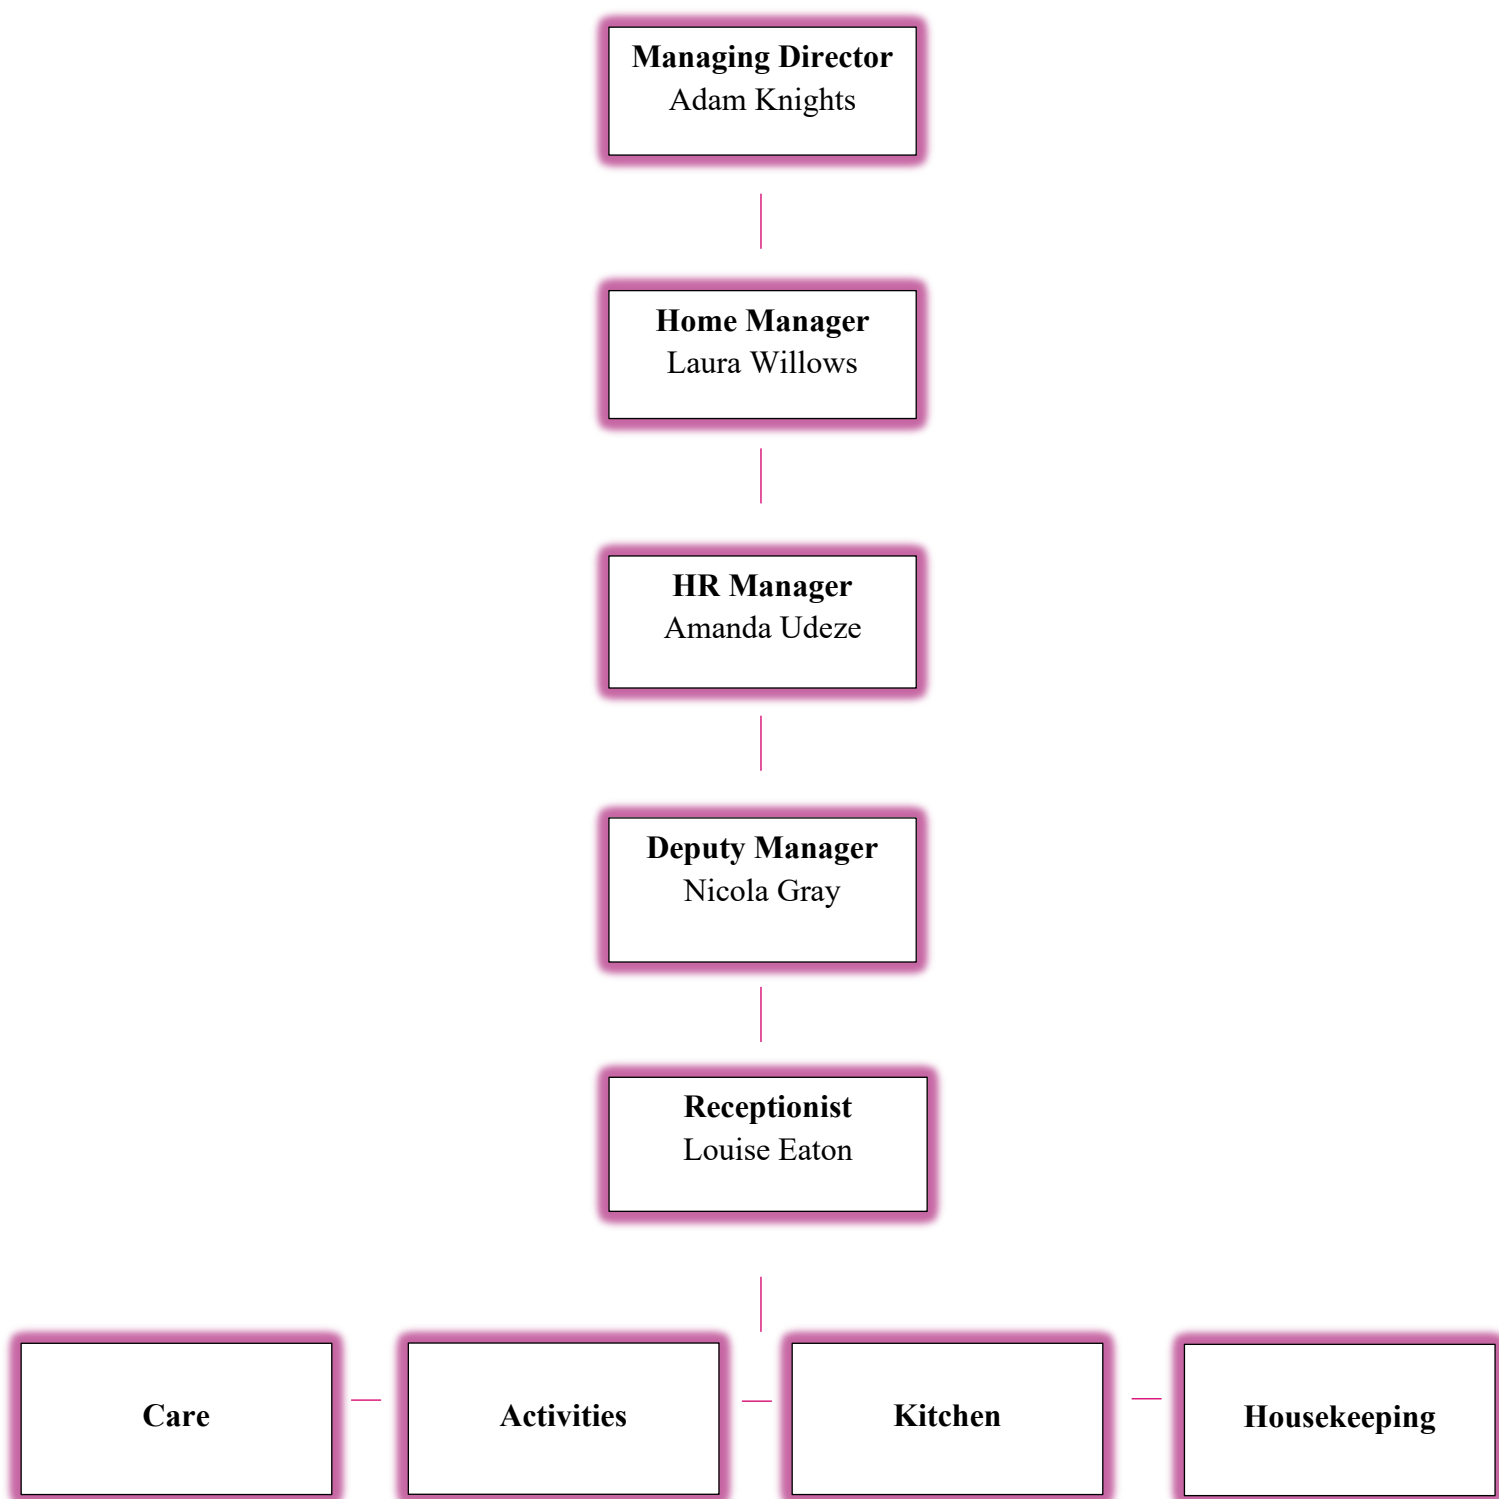 Managing Director
Adam Knights
Home Manager
Laura Willows
HR Manager
Amanda Udeze
Deputy Manager
Nicola Gray
Receptionist
Louise Eaton
Care
Activities
Kitchen
Housekeeping